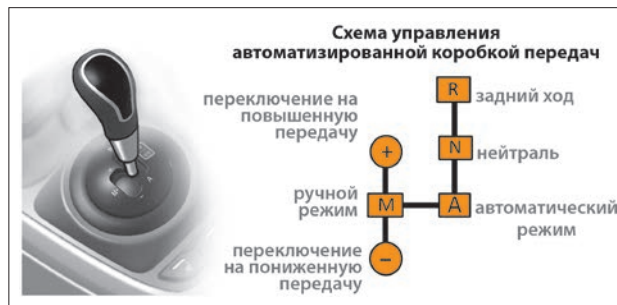 Схема управления
автоматизированной коробкой передач
переключение на
повышенную
передачу
R
задний ход
+
N
нейтраль
ручной
режим
M
A
автоматический
режим
переключение
на пониженную
передачу
–